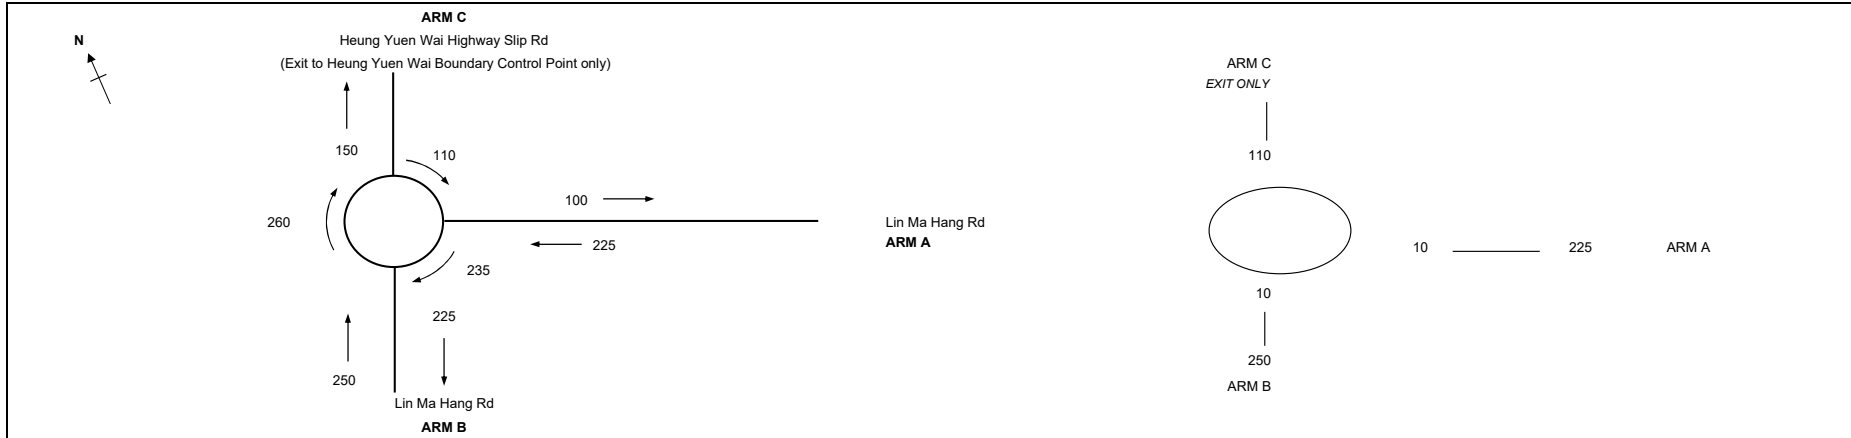 ARM C
N
Heung Yuen Wai Highway Slip Rd
(Exit to Heung Yuen Wai Boundary Control Point only)
150
110
260
100
Lin Ma Hang Rd
ARM A
225
235
225
250
Lin Ma Hang Rd
ARM B
ARM C
EXIT ONLY
110
10
225
ARM A
10
250
ARM B